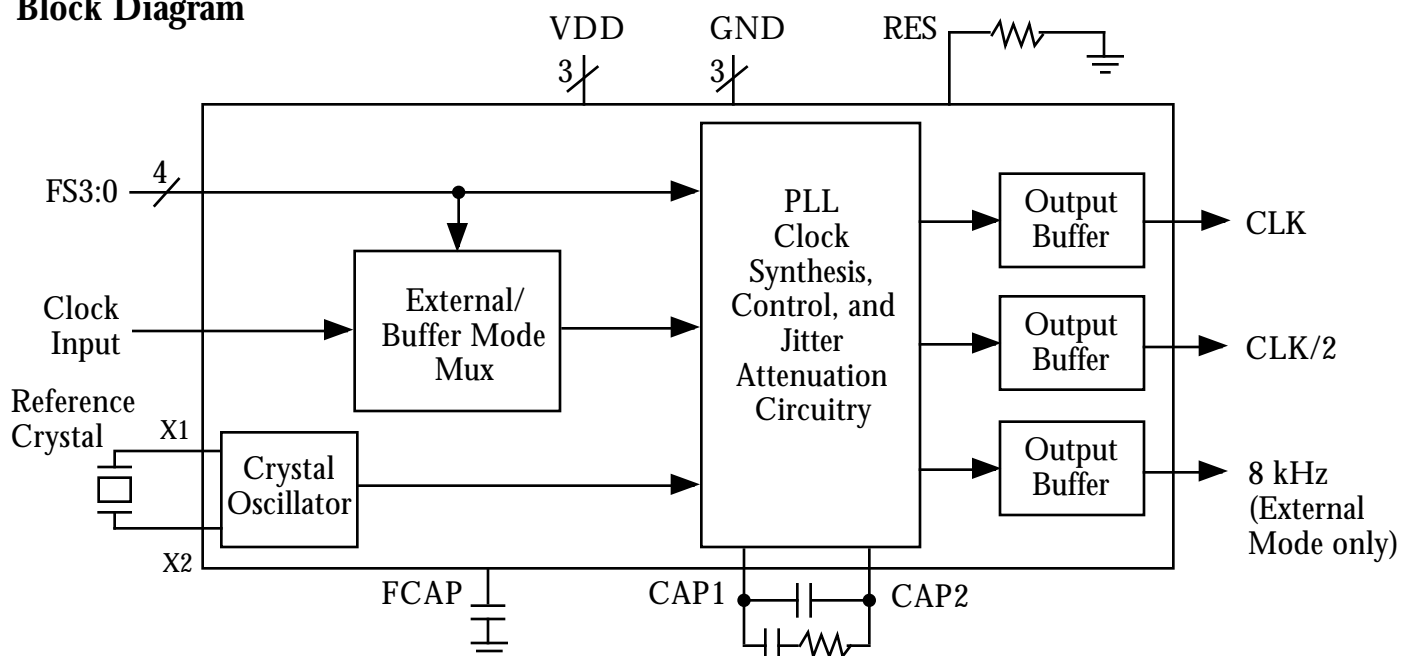 Block Diagram
VDD
GND
RES
3
3
4
FS3:0
PLL
Clock
Synthesis,
Control, and
Jitter
Attenuation
Circuitry
Output
Buffer
CLK
Clock
Input
External/
Buffer Mode
Mux
Output
Buffer
CLK/2
Reference
Crystal
X1
X2
Crystal
Oscillator
Output
Buffer
8 kHz
(External
Mode only)
FCAP
CAP1
CAP2